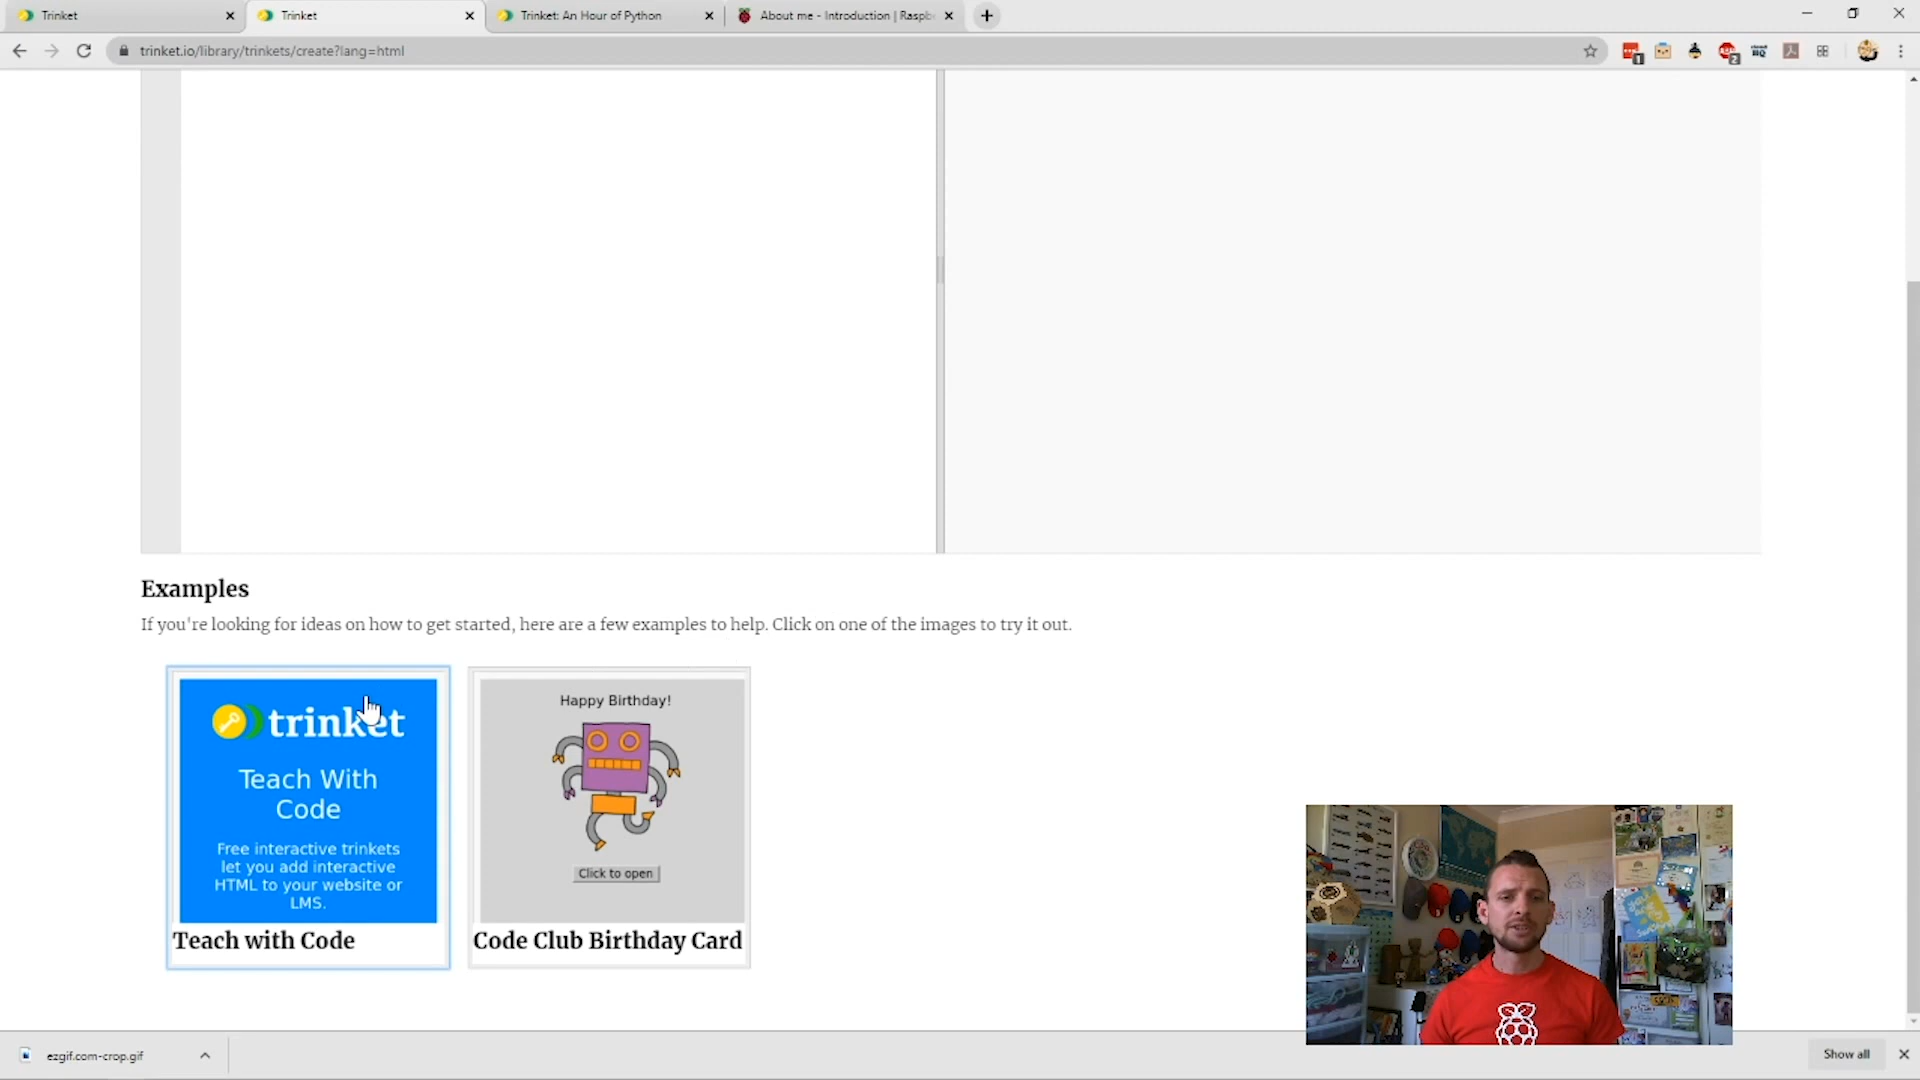 Trinket
Trinket
Trinket: An Hour of Python
About me - Introduction | Raspb
trinket.io/library/trinkets/create?lang=html
Examples
If you're looking for ideas on how to get started, here are a few examples to help. Click on one of the images to try it out.
trinket
Teach With
Code
Free interactive trinkets
let you add interactive
HTML to your website or
LMS.
Teach with Code
Happy Birthday!
Click to open
Code Club Birthday Card
ezgif.com-crop.gif
Show all